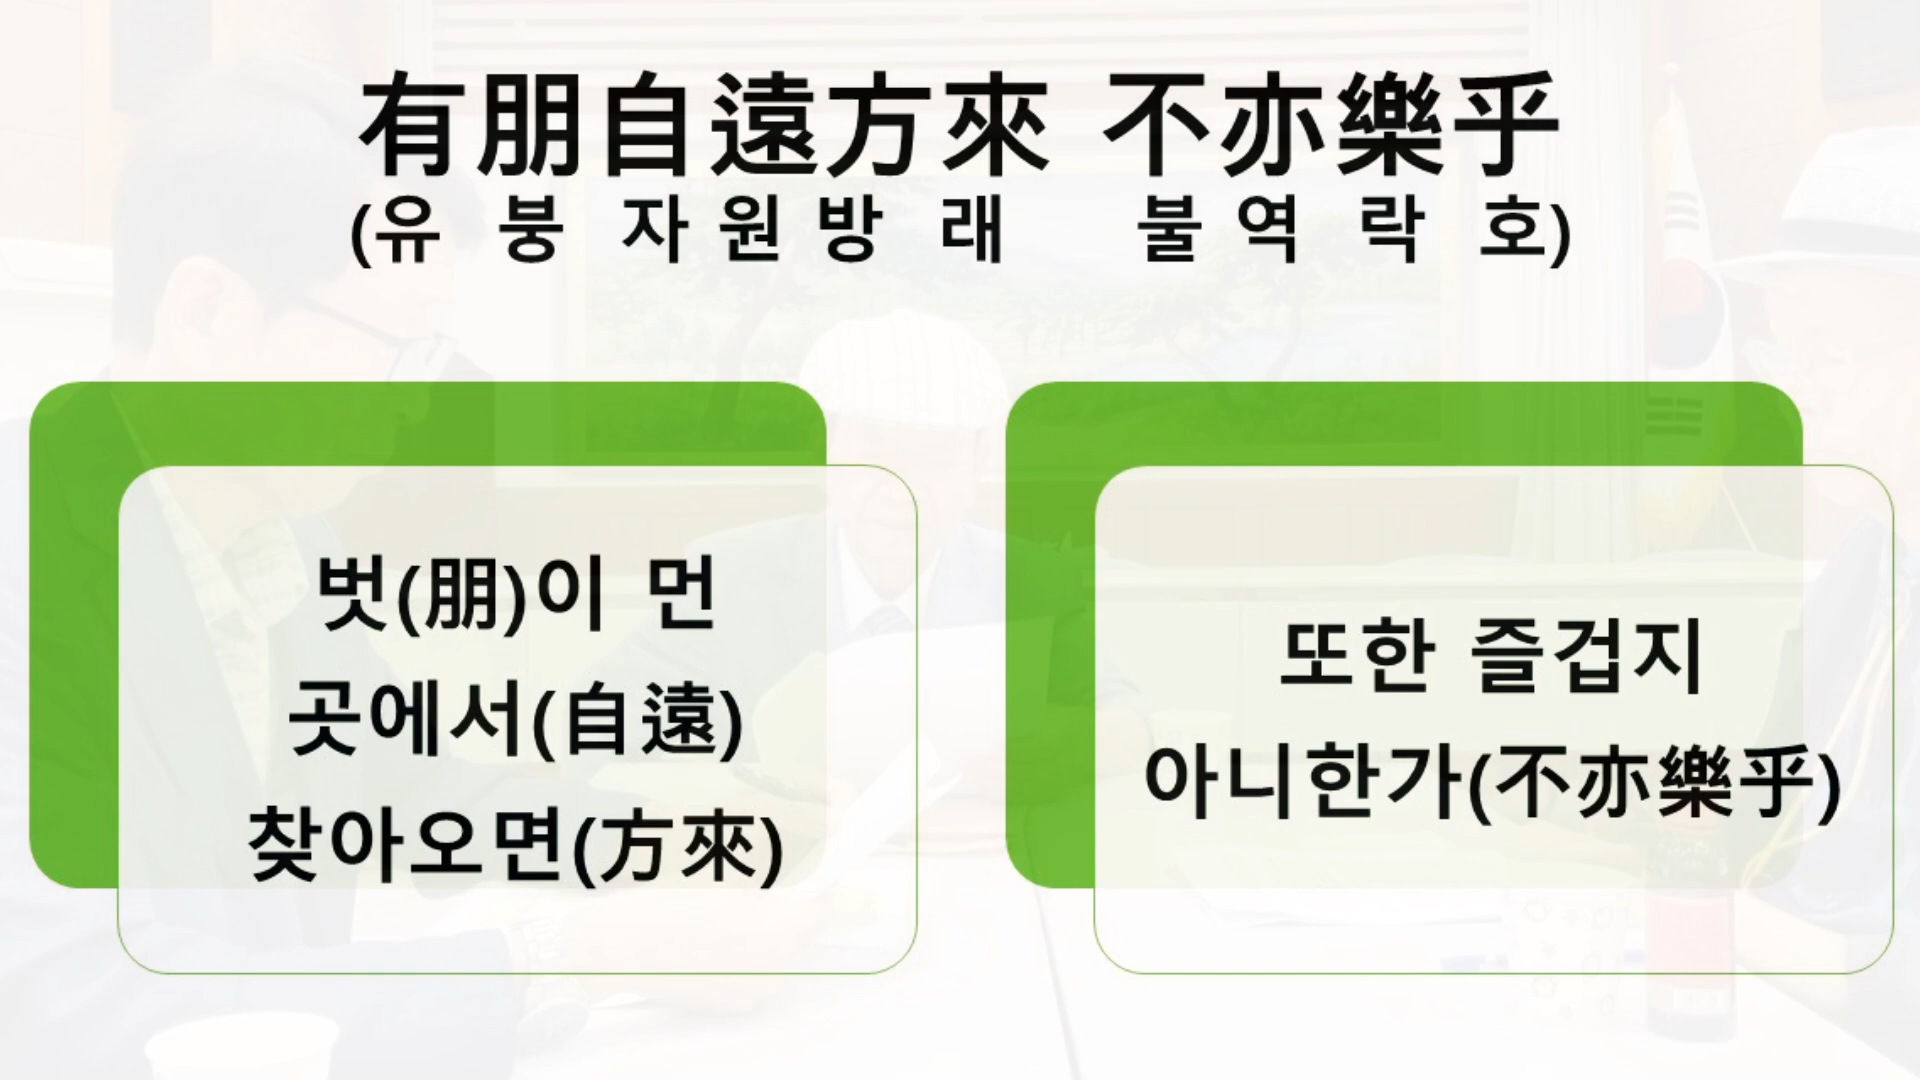 有朋自遠方來 不亦樂乎
(유 붕 자 원 방 래 불 역 락 호)
벗(朋)이 먼
곳에서(自遠)
찾아오면(方來)
또한 즐겁지
아니한가(不亦樂乎)